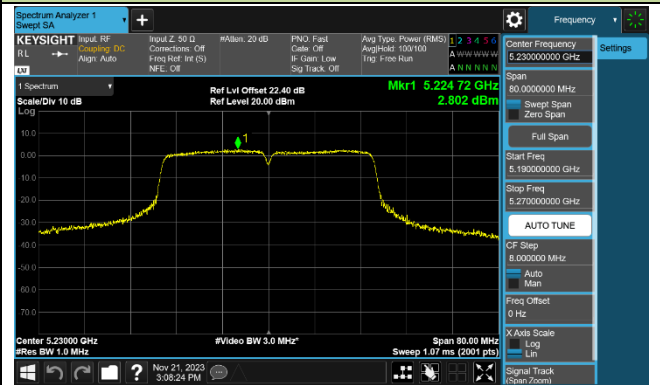 Spectrum Analyzer 1
Swept SA
Frequency
KEYSIGHT
RL
LXI
Input: RF
Coupling: DC
Align: Auto
Input Z: 50 Ω
Corrections: Off
Freq Ref: Int (S)
NFE: Off
#Atten: 20 dB
PNO: Fast
Gate: Off
IF Gain: Low
Sig Track: Off
Avg Type: Power (RMS)
Avg|Hold: 100/100
Trig: Free Run
1 2 3 4 5 6
A W W W W W
A N N N N N
1 Spectrum
Scale/Div 10 dB
Log
Ref Lvl Offset 22.40 dB
Ref Level 20.00 dBm
Mkr1 5.224 72 GHz
2.802 dBm
1
10.0
0.00
-10.0
-20.0
-30.0
-40.0
-50.0
-60.0
-70.0
Center 5.23000 GHz
#Res BW 1.0 MHz
#Video BW 3.0 MHz*
Span 80.00 MHz
Sweep 1.07 ms (2001 pts)
Center Frequency
5.230000000 GHz
Settings
Span
80.0000000 MHz
Swept Span
Zero Span
Full Span
Start Freq
5.190000000 GHz
Stop Freq
5.270000000 GHz
AUTO TUNE
CF Step
8.000000 MHz
Auto
Man
Freq Offset
0 Hz
X Axis Scale
Log
Lin
Signal Track
(Span Zoom)
Nov 21, 2023
3:08:24 PM